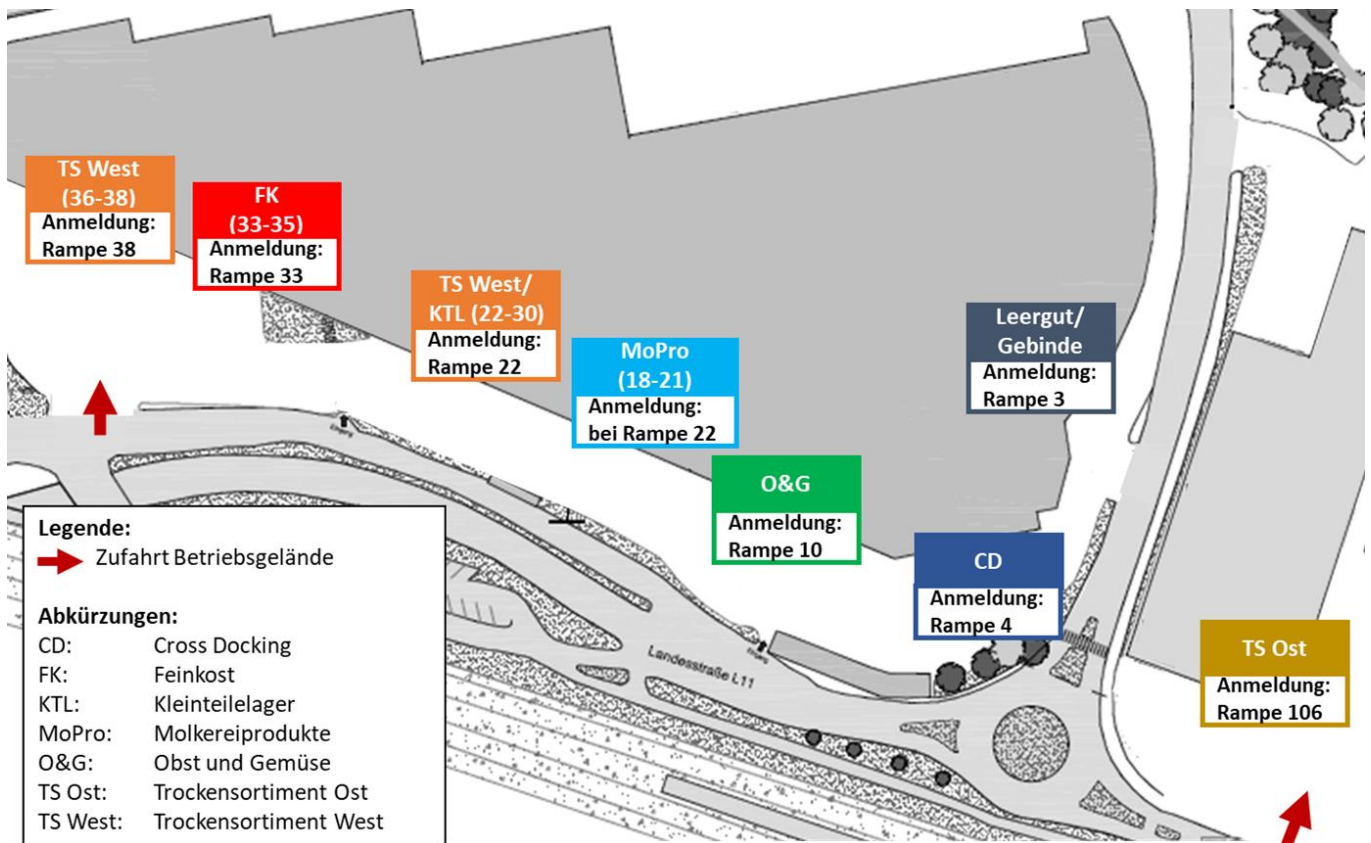 TS West
(36-38)
Anmeldung:
Rampe 38
FK
(33-35)
Anmeldung:
Rampe 33
TS West/
KTL (22-30)
Anmeldung:
Rampe 22
MoPro
(18-21)
Anmeldung:
bei Rampe 22
Leergut/
Gebinde
Anmeldung:
Rampe 3
O&G
Anmeldung:
Rampe 10
CD
Anmeldung:
Rampe 4
TS Ost
Anmeldung:
Rampe 106
Landesstraße L11
Legende:
Zufahrt Betriebsgelände
Abkürzungen:
CD: Cross Docking
FK: Feinkost
KTL: Kleinteilelager
MoPro: Molkereiprodukte
O&G: Obst und Gemüse
TS Ost: Trockensortiment Ost
TS West: Trockensortiment West